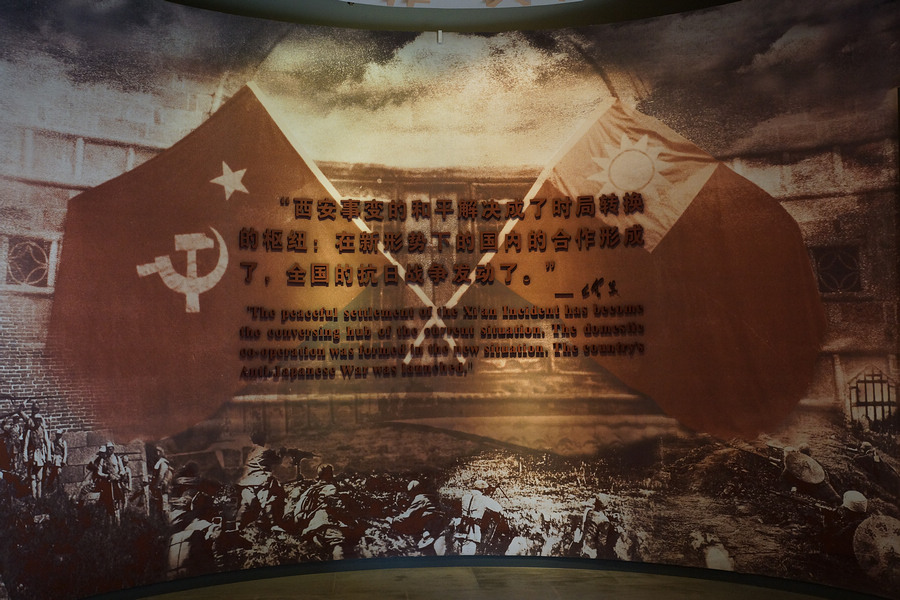 “西安事变的和平解决成了时局转换
的枢纽：在新形势下的国内的合作形成
了，全国的抗日战争发动了。”
"The peaceful settlement of the Xi'an Incident has become
the conversing hub of the current situation. The domestic
co-operation was formed in the new situation. The country's
Anti-Japanese War was launched."